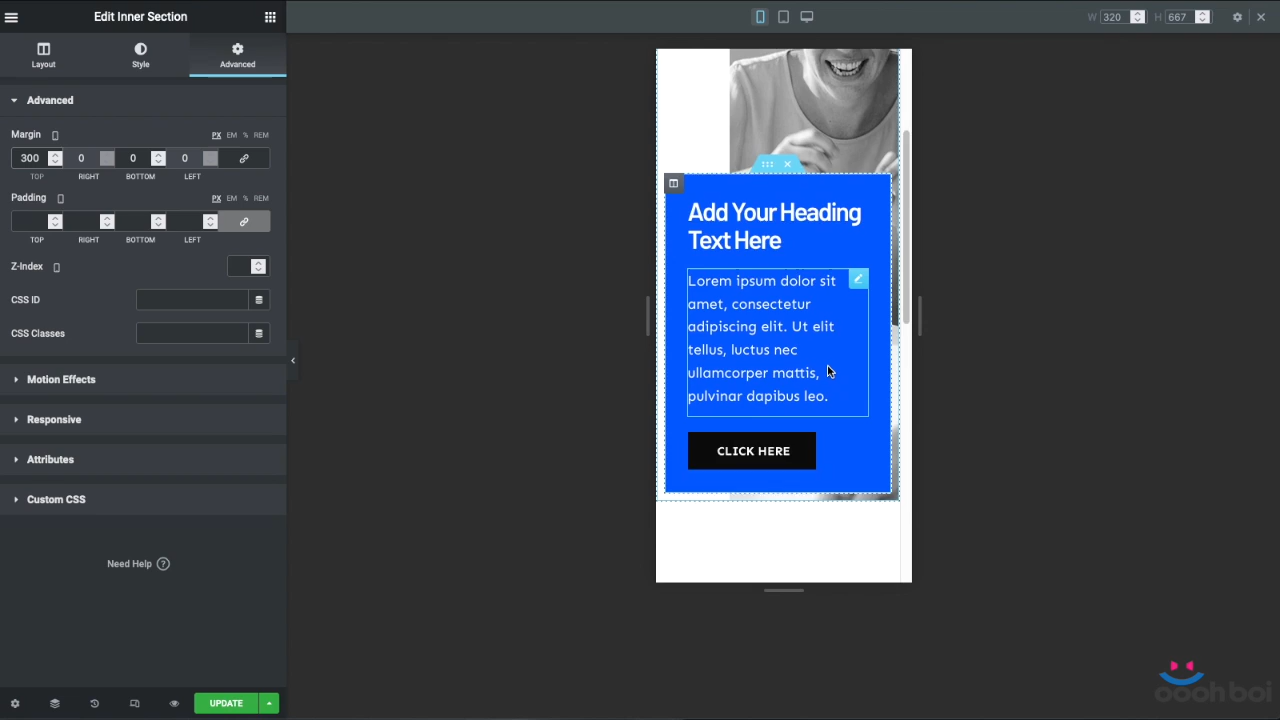 Edit Inner Section
W 320 H 667
Layout Style Advanced
Advanced
Margin PX EM % REM
300 0 0 0
TOP RIGHT BOTTOM LEFT
Padding PX EM % REM
TOP RIGHT BOTTOM LEFT
Z-Index
CSS ID
CSS Classes
Motion Effects
Responsive
Attributes
Custom CSS
Need Help ?
UPDATE
Add Your Heading
Text Here
Lorem ipsum dolor sit
amet, consectetur
adipiscing elit. Ut elit
tellus, luctus nec
ullamcorper mattis,
pulvinar dapibus leo.
CLICK HERE
oooh boi